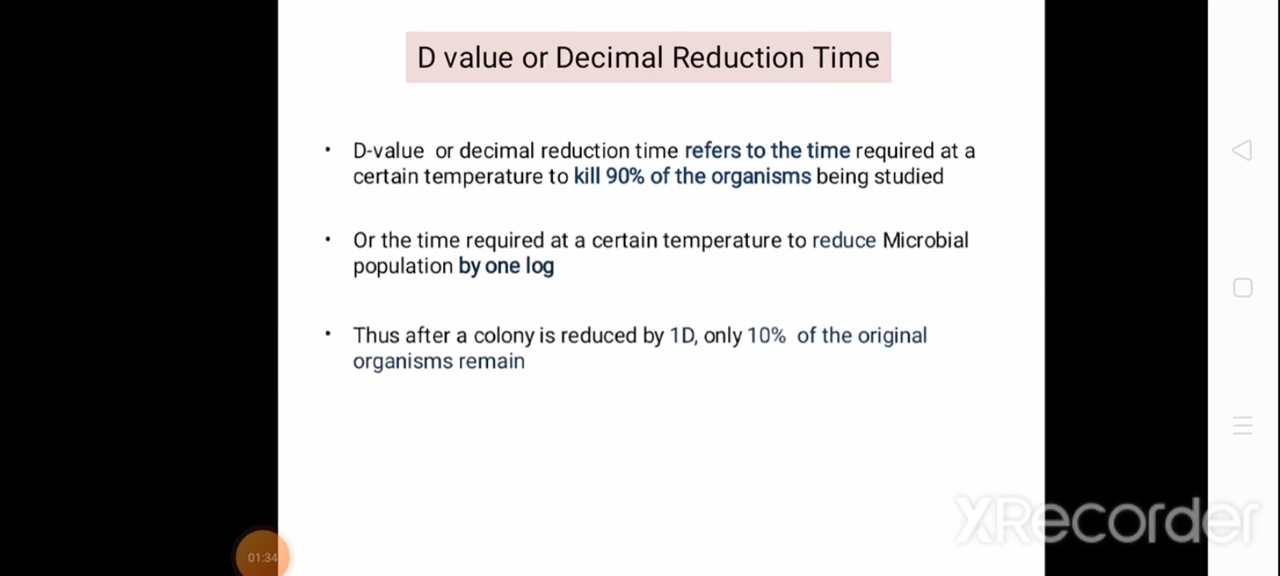 D value or Decimal Reduction Time
• D-value or decimal reduction time refers to the time required at a
certain temperature to kill 90% of the organisms being studied
• Or the time required at a certain temperature to reduce Microbial
population by one log
• Thus after a colony is reduced by 1D, only 10% of the original
organisms remain
XRecorder
01:34